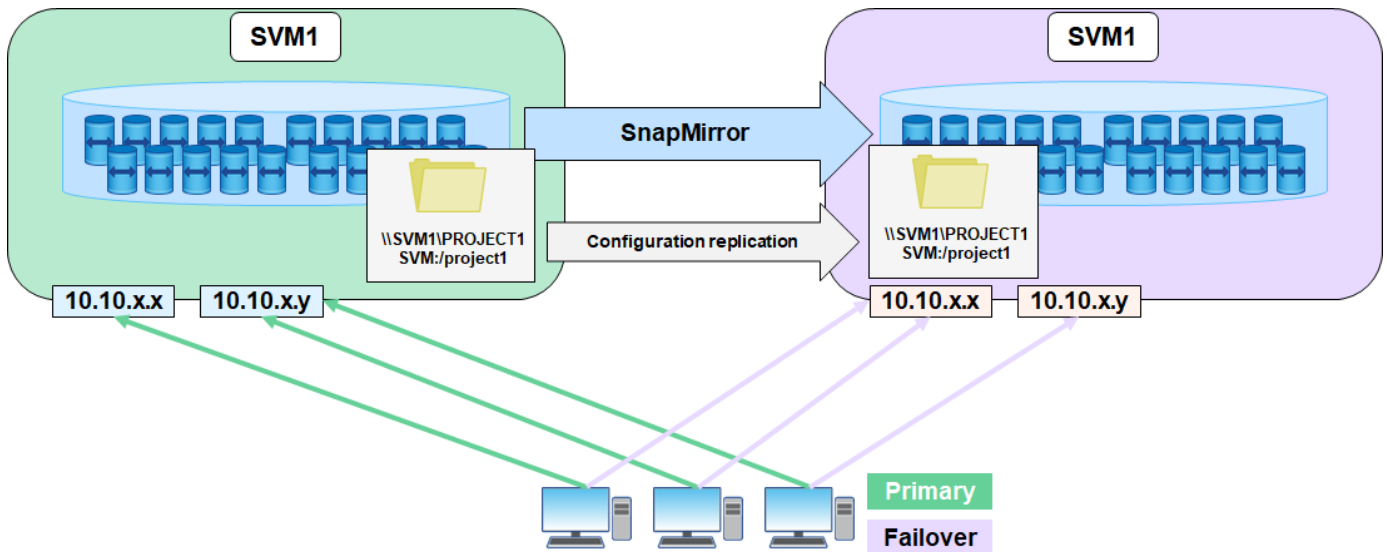 SVM1
SVM1
SnapMirror
\\SVM1\PROJECT1
SVM:/project1
Configuration replication
\\SVM1\PROJECT1
SVM:/project1
10.10.x.x
10.10.x.y
10.10.x.x
10.10.x.y
Primary
Failover